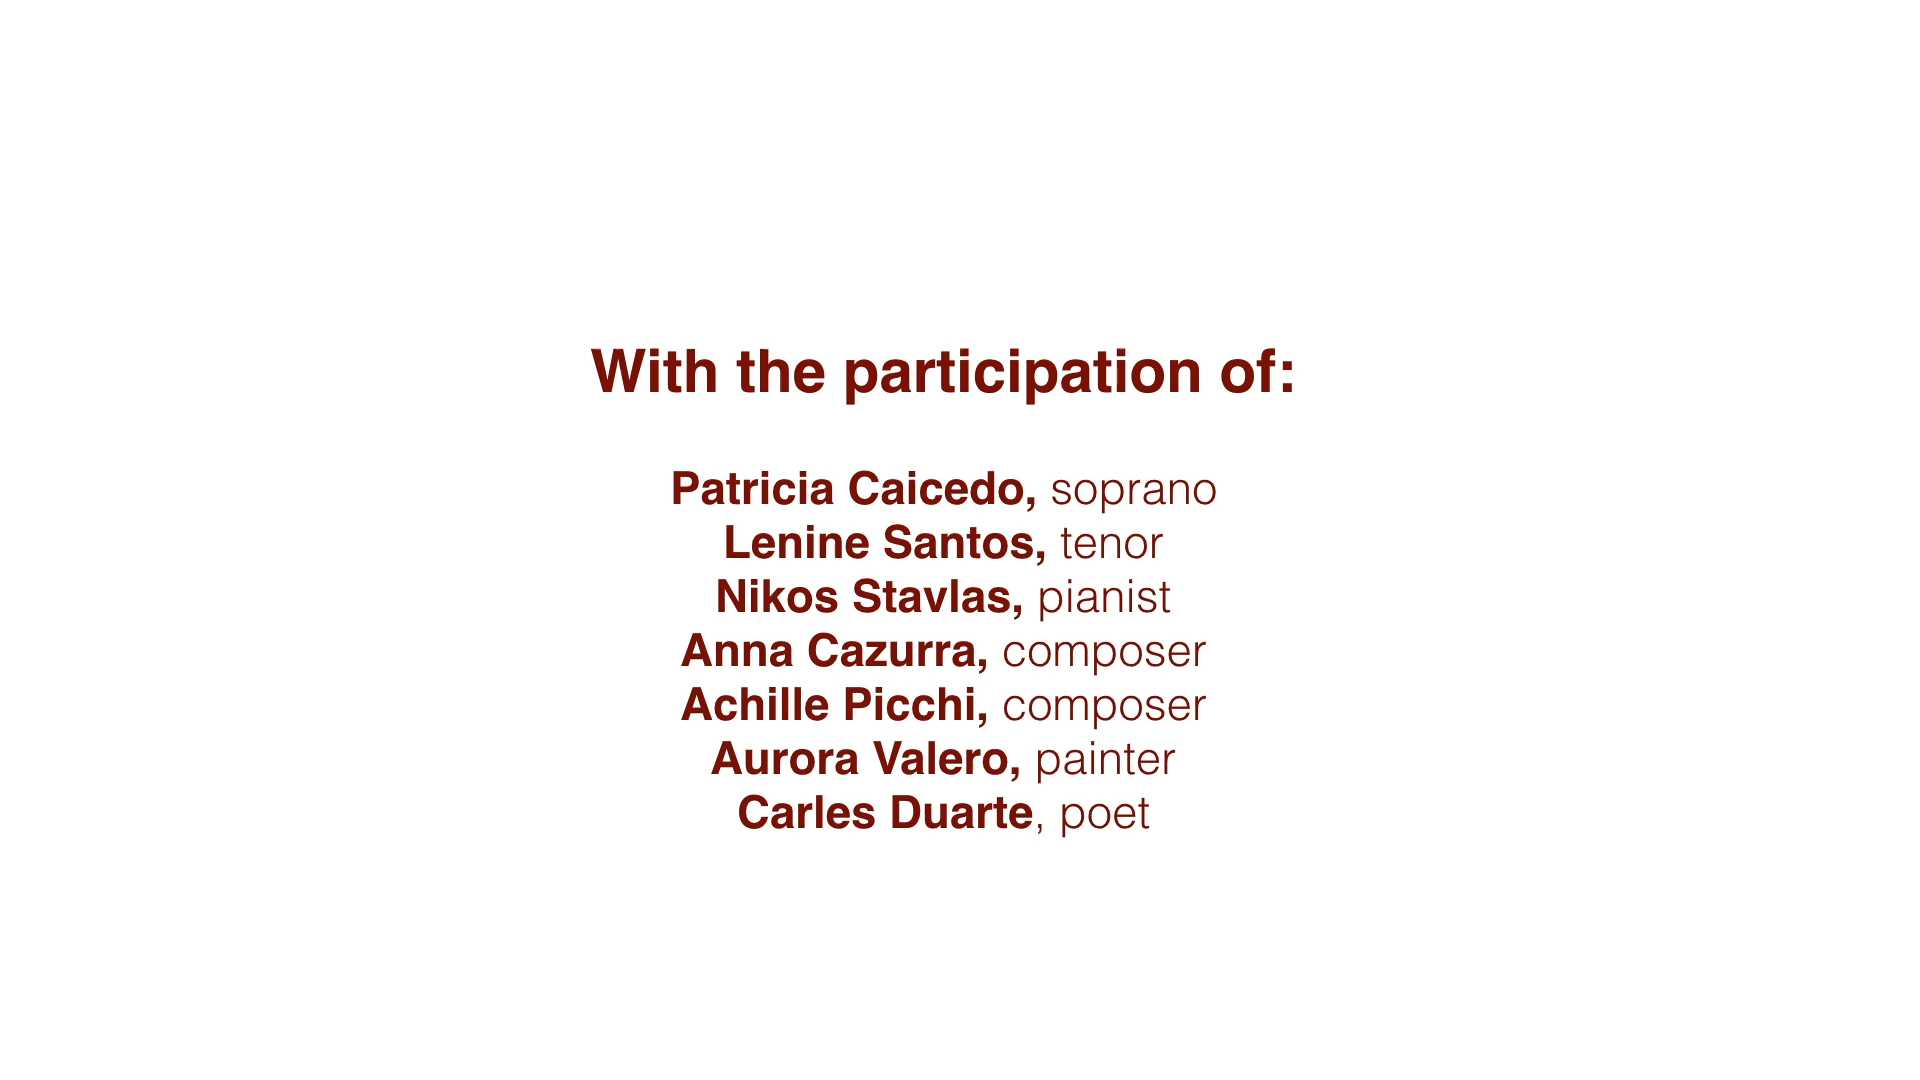 With the participation of:
Patricia Caicedo, soprano
Lenine Santos, tenor
Nikos Stavlas, pianist
Anna Cazurra, composer
Achille Picchi, composer
Aurora Valero, painter
Carles Duarte, poet